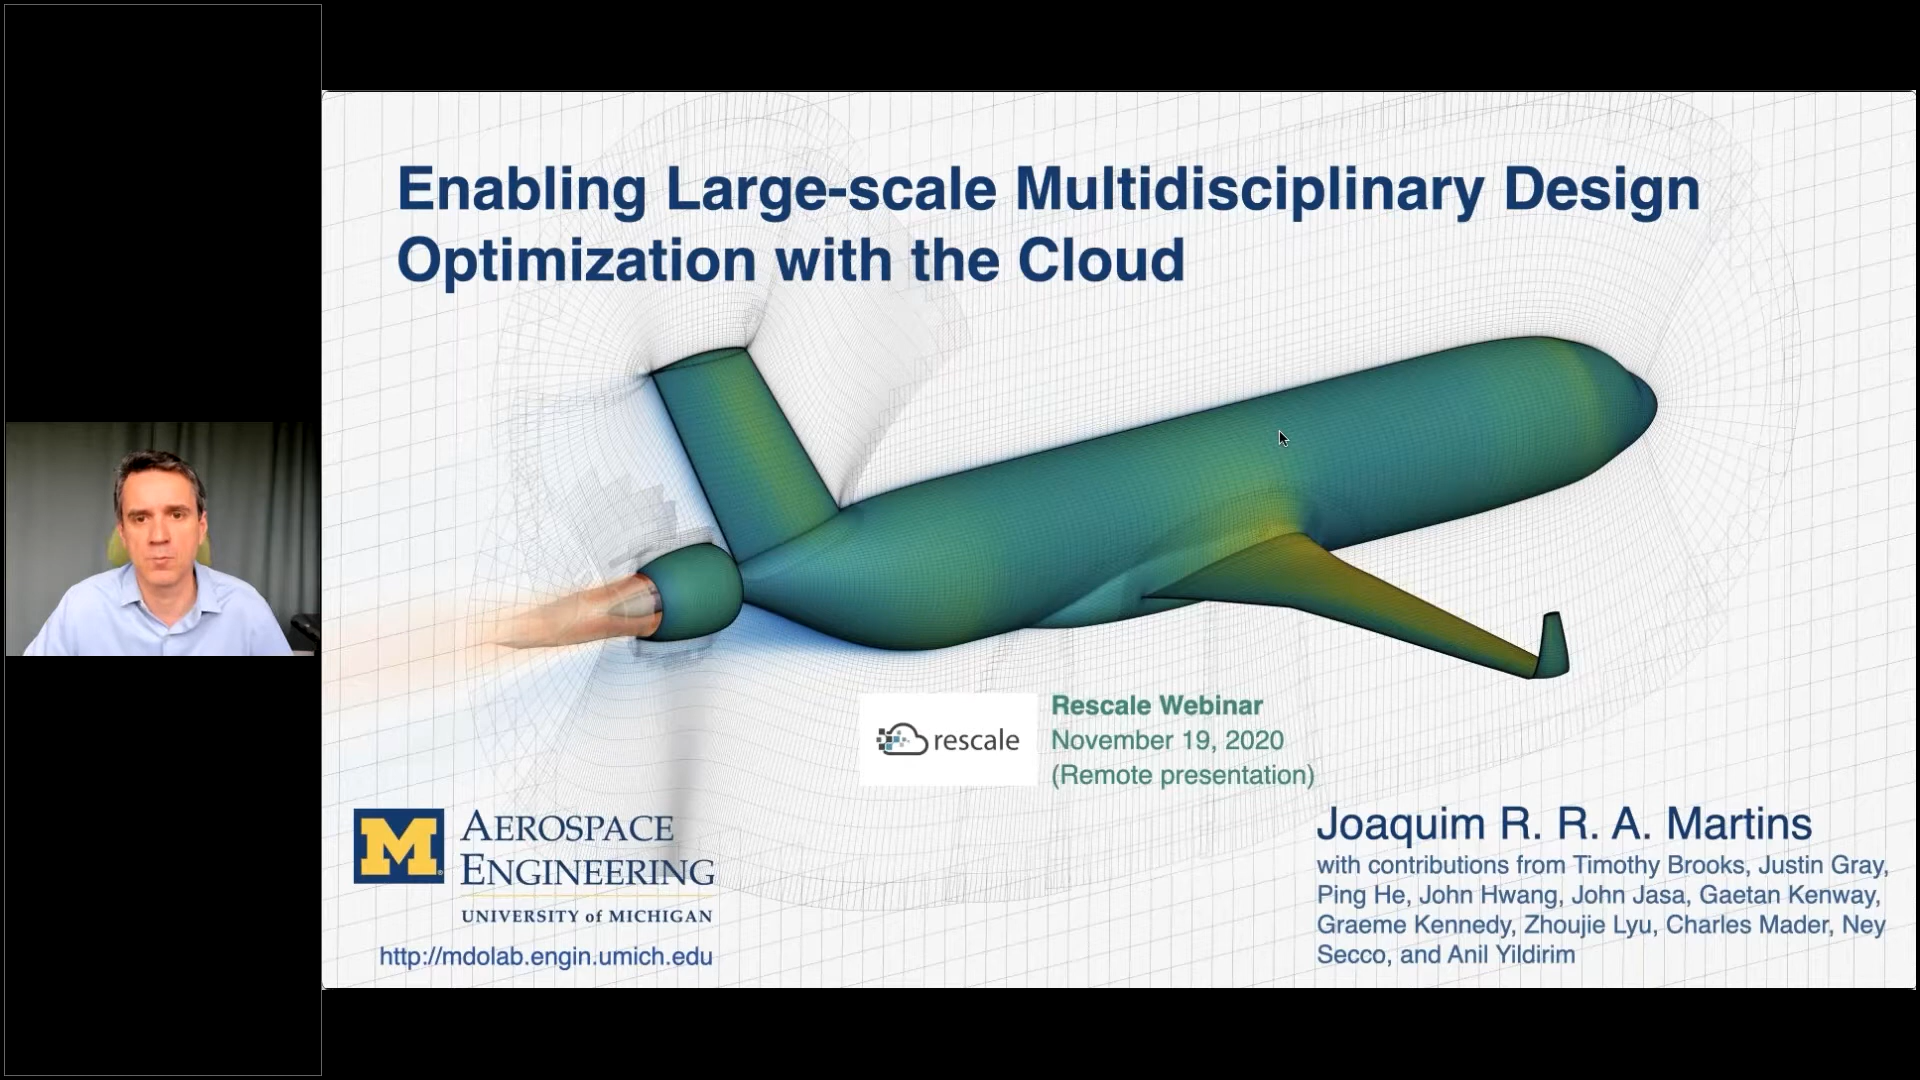 Enabling Large-scale Multidisciplinary Design
Optimization with the Cloud
rescale
Rescale Webinar
November 19, 2020
(Remote presentation)
M
AEROSPACE
ENGINEERING
UNIVERSITY of MICHIGAN
http://mdolab.engin.umich.edu
Joaquim R. R. A. Martins
with contributions from Timothy Brooks, Justin Gray,
Ping He, John Hwang, John Jasa, Gaetan Kenway,
Graeme Kennedy, Zhoujie Lyu, Charles Mader, Ney
Secco, and Anil Yildirim